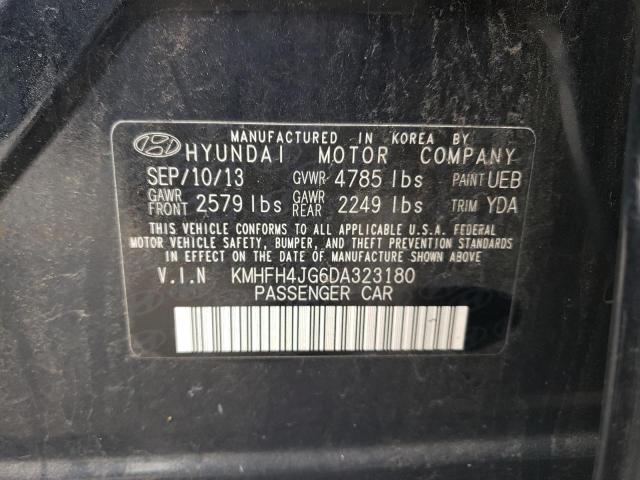 MANUFACTURED IN KOREA BY
HYUNDAI MOTOR COMPANY
SEP/10/13 GVWR 4785 lbs PAINT UEB
GAWR FRONT 2579 lbs GAWR REAR 2249 lbs TRIM YDA
THIS VEHICLE CONFORMS TO ALL APPLICABLE U.S.A. FEDERAL
MOTOR VEHICLE SAFETY, BUMPER, AND THEFT PREVENTION STANDARDS
IN EFFECT ON THE DATE OF MANUFACTURE SHOWN ABOVE
V.I.N KMHFH4JG6DA323180
PASSENGER CAR